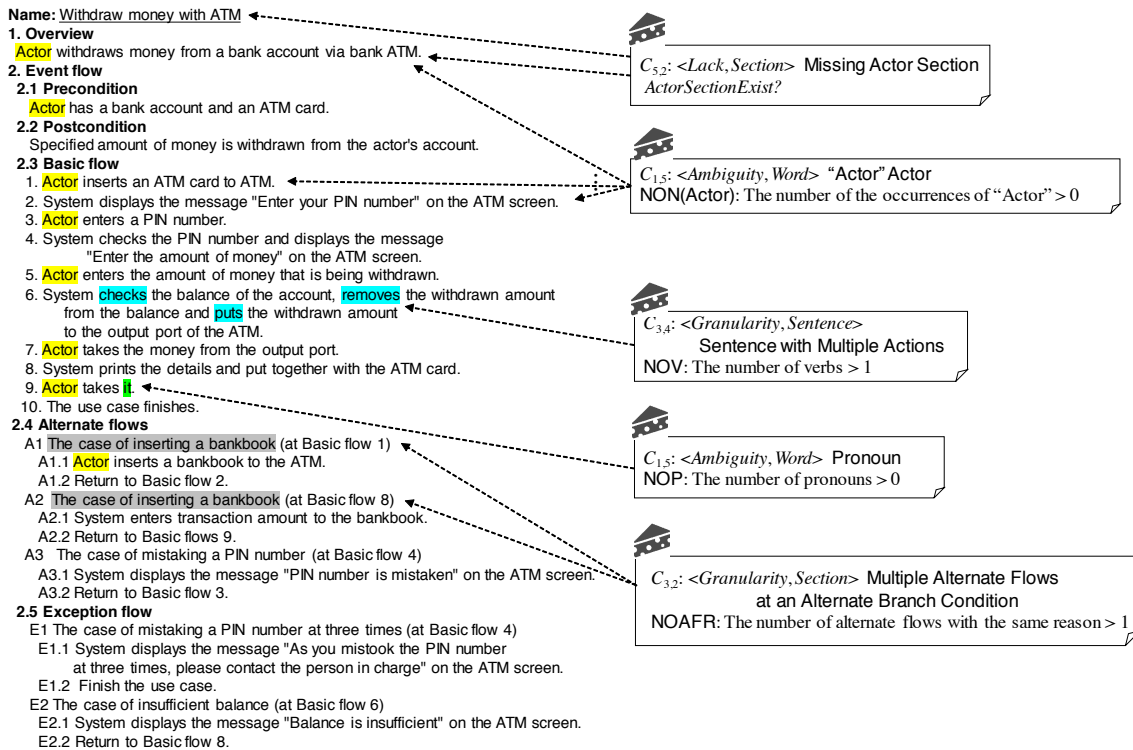 Name: Withdraw money with ATM
1. Overview
Actor withdraws money from a bank account via bank ATM.
2. Event flow
2.1 Precondition
Actor has a bank account and an ATM card.
2.2 Postcondition
Specified amount of money is withdrawn from the actor's account.
2.3 Basic flow
1. Actor inserts an ATM card to ATM.
2. System displays the message "Enter your PIN number" on the ATM screen.
3. Actor enters a PIN number.
4. System checks the PIN number and displays the message
"Enter the amount of money" on the ATM screen.
5. Actor enters the amount of money that is being withdrawn.
6. System checks the balance of the account, removes the withdrawn amount
from the balance and puts the withdrawn amount
to the output port of the ATM.
7. Actor takes the money from the output port.
8. System prints the details and put together with the ATM card.
9. Actor takes it.
10. The use case finishes.
2.4 Alternate flows
A1 The case of inserting a bankbook (at Basic flow 1)
A1.1 Actor inserts a bankbook to the ATM.
A1.2 Return to Basic flow 2.
A2 The case of inserting a bankbook (at Basic flow 8)
A2.1 System enters transaction amount to the bankbook.
A2.2 Return to Basic flows 9.
A3 The case of mistaking a PIN number (at Basic flow 4)
A3.1 System displays the message "PIN number is mistaken" on the ATM screen.
A3.2 Return to Basic flow 3.
2.5 Exception flow
E1 The case of mistaking a PIN number at three times (at Basic flow 4)
E1.1 System displays the message "As you mistook the PIN number
at three times, please contact the person in charge" on the ATM screen.
E1.2 Finish the use case.
E2 The case of insufficient balance (at Basic flow 6)
E2.1 System displays the message "Balance is insufficient" on the ATM screen.
E2.2 Return to Basic flow 8.
C5,2: <Lack, Section> Missing Actor Section
ActorSectionExist?
C1,5: <Ambiguity, Word> “Actor” Actor
NON(Actor): The number of the occurrences of “Actor” > 0
C3,4: <Granularity, Sentence>
Sentence with Multiple Actions
NOV: The number of verbs > 1
C1,5: <Ambiguity, Word> Pronoun
NOP: The number of pronouns > 0
C3,2: <Granularity, Section> Multiple Alternate Flows
at an Alternate Branch Condition
NOAFR: The number of alternate flows with the same reason > 1